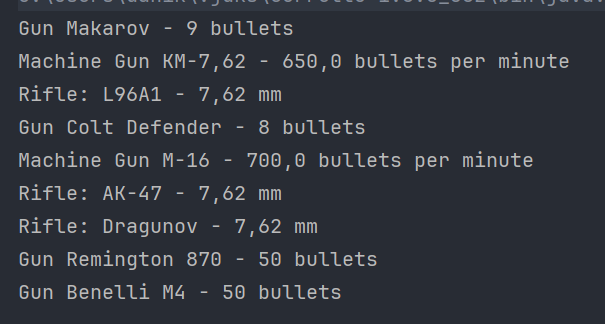 Gun Makarov - 9 bullets
Machine Gun KM-7,62 - 650,0 bullets per minute
Rifle: L96A1 - 7,62 mm
Gun Colt Defender - 8 bullets
Machine Gun M-16 - 700,0 bullets per minute
Rifle: AK-47 - 7,62 mm
Rifle: Dragunov - 7,62 mm
Gun Remington 870 - 50 bullets
Gun Benelli M4 - 50 bullets